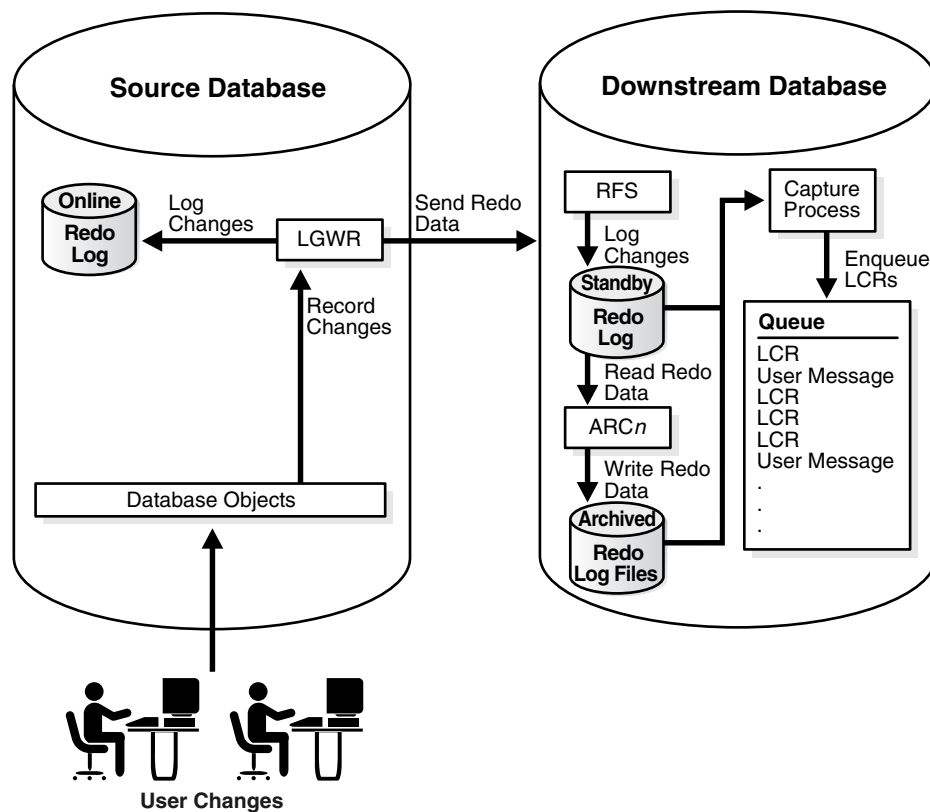 Source Database
Online
Redo
Log
Log
Changes
LGWR
Send Redo
Data
Record
Changes
Database Objects
User Changes
Downstream Database
RFS
Log
Changes
Standby
Redo
Log
Read Redo
Data
ARCn
Write Redo
Data
Archived
Redo
Log Files
Capture
Process
Enqueue
LCRs
Queue
LCR
User Message
LCR
LCR
LCR
User Message
.
.
.